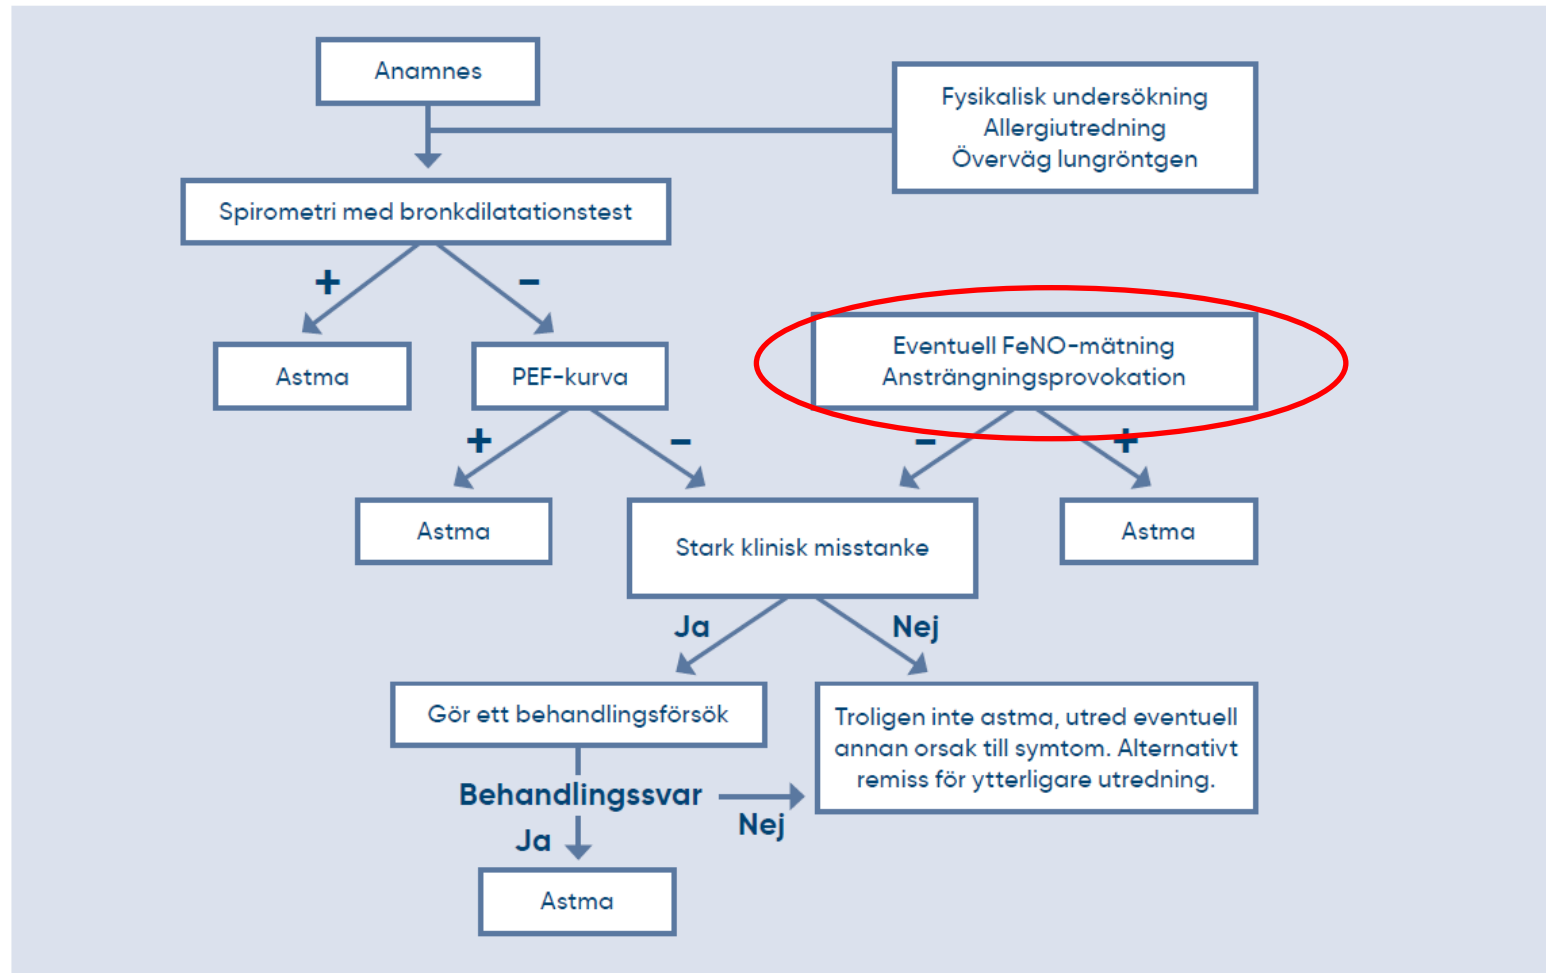 Anamnes
Fysikalisk undersökning
Allergiutredning
Överväg lungröntgen
Spirometri med bronkdilatationstest
+
-
Astma
PEF-kurva
Eventuell FeNO-mätning
Ansträngningsprovokation
+
-
-
+
Astma
Stark klinisk misstanke
Astma
Ja
Nej
Gör ett behandlingsförsök
Troligen inte astma, utred eventuell
annan orsak till symtom. Alternativt
remiss för ytterligare utredning.
Behandlingssvar
Nej
Ja
Astma